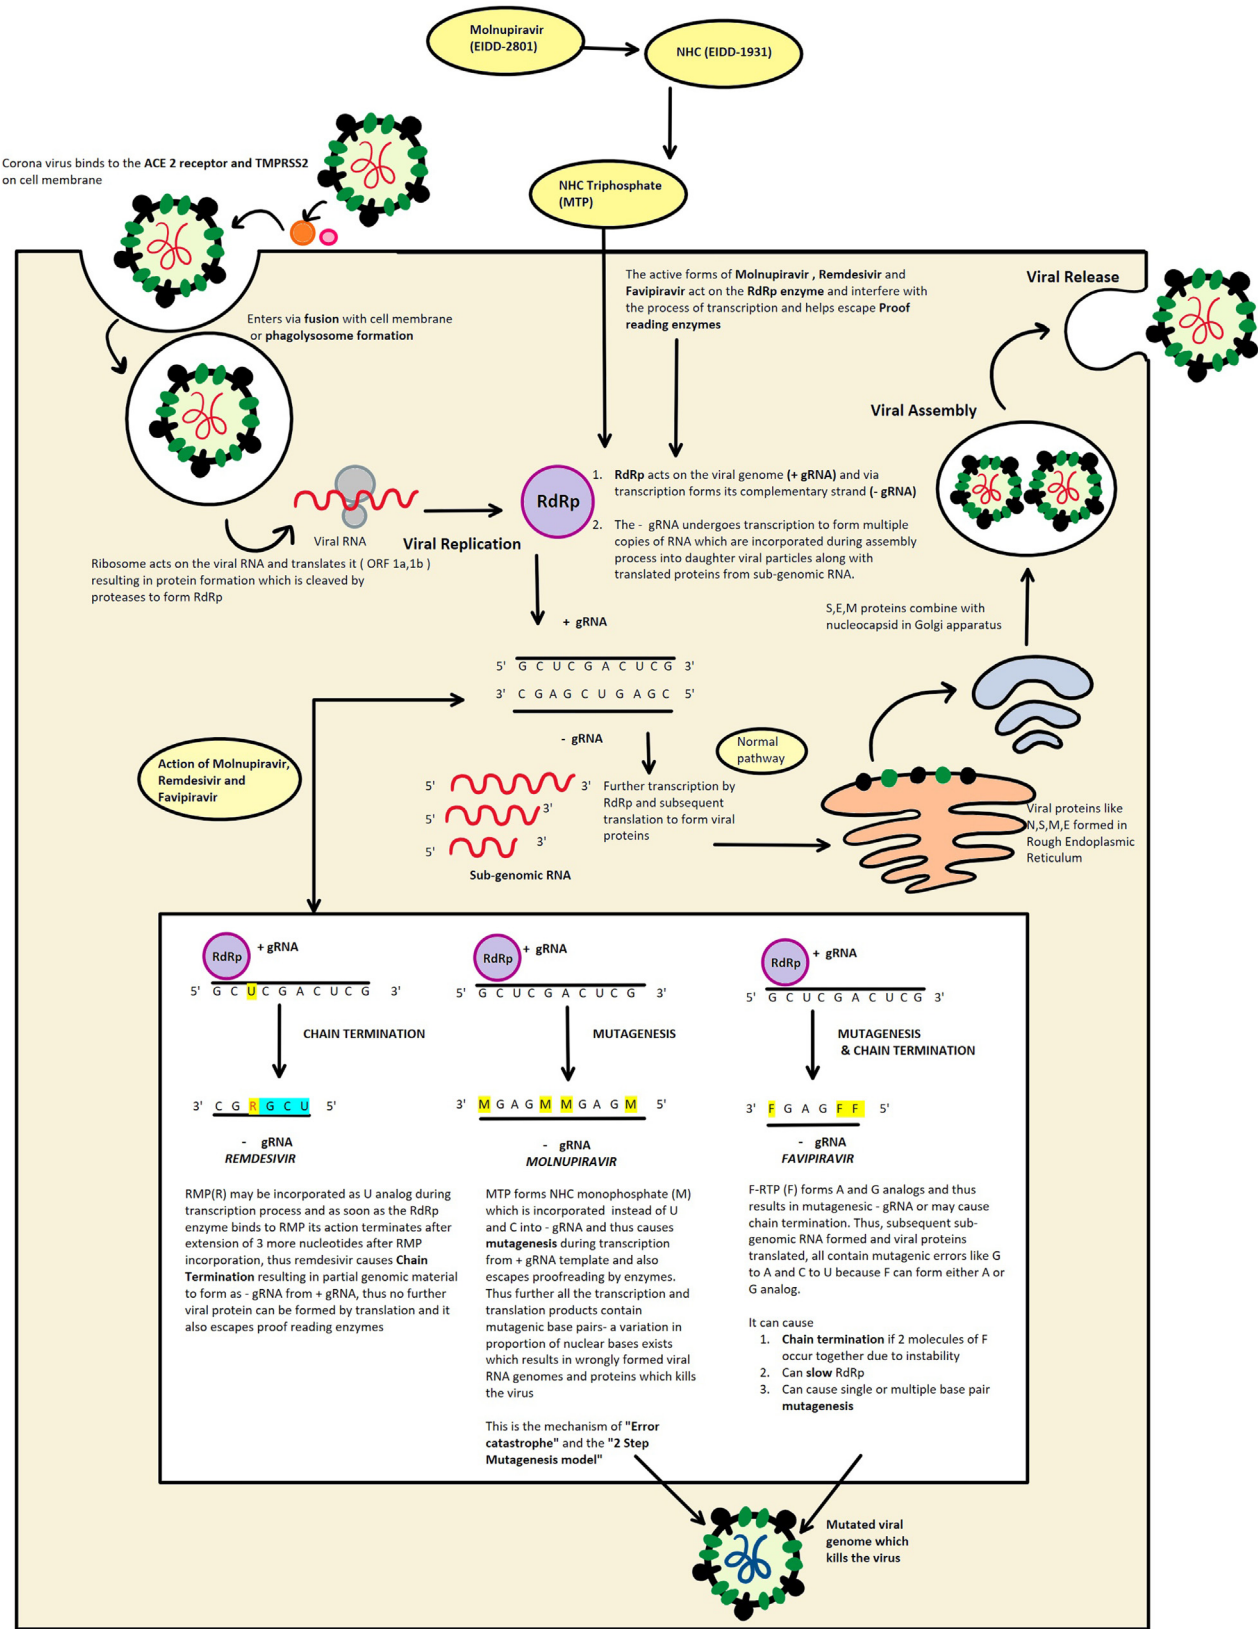 Molnupiravir
(EIDD-2801)
NHC (EIDD-1931)
NHC Triphosphate
(MTP)
Corona virus binds to the ACE 2 receptor and TMPRSS2
on cell membrane
Enters via fusion with cell membrane
or phagolysosome formation
The active forms of Molnupiravir , Remdesivir and
Favipiravir act on the RdRp enzyme and interfere with
the process of transcription and helps escape Proof
reading enzymes
Viral Release
Viral Assembly
Viral RNA
Viral Replication
RdRp
Ribosome acts on the viral RNA and translates it ( ORF 1a,1b )
resulting in protein formation which is cleaved by
proteases to form RdRp
1. RdRp acts on the viral genome (+ gRNA) and via
transcription forms its complementary strand (- gRNA)
2. The - gRNA undergoes transcription to form multiple
copies of RNA which are incorporated during assembly
process into daughter viral particles along with
translated proteins from sub-genomic RNA.
S,E,M proteins combine with
nucleocapsid in Golgi apparatus
+ gRNA
5' G C U C G A C U C G 3'
3' C G A G C U G A G C 5'
- gRNA
Normal
pathway
Action of Molnupiravir,
Remdesivir and
Favipiravir
5' 3'
5' 3'
5' 3'
Sub-genomic RNA
Further transcription by
RdRp and subsequent
translation to form viral
proteins
Viral proteins like
N,S,M,E formed in
Rough Endoplasmic
Reticulum
RdRp
+ gRNA
5' G C U C G A C U C G 3'
CHAIN TERMINATION
3' C G R G C U 5'
- gRNA
REMDESIVIR
RMP(R) may be incorporated as U analog during
transcription process and as soon as the RdRp
enzyme binds to RMP its action terminates after
extension of 3 more nucleotides after RMP
incorporation, thus remdesivir causes Chain
Termination resulting in partial genomic material
to form as - gRNA from + gRNA, thus no further
viral protein can be formed by translation and it
also escapes proof reading enzymes
RdRp
+ gRNA
5' G C U C G A C U C G 3'
MUTAGENESIS
3' M G A G M M G A G M 5'
- gRNA
MOLNUPIRAVIR
MTP forms NHC monophosphate (M)
which is incorporated instead of U
and C into - gRNA and thus causes
mutagenesis during transcription
from + gRNA template and also
escapes proofreading by enzymes.
Thus further all the transcription and
translation products contain
mutagenic base pairs- a variation in
proportion of nuclear bases exists
which results in wrongly formed viral
RNA genomes and proteins which kills
the virus
This is the mechanism of "Error
catastrophe" and the "2 Step
Mutagenesis model"
RdRp
+ gRNA
5' G C U C G A C U C G 3'
MUTAGENESIS
& CHAIN TERMINATION
3' F G A G F F 5'
- gRNA
FAVIPIRAVIR
F-RTP (F) forms A and G analogs and thus
results in mutagenesic - gRNA or may cause
chain termination. Thus, subsequent sub-
genomic RNA formed and viral proteins
translated, all contain mutagenic errors like G
to A and C to U because F can form either A or
G analog.
It can cause
1. Chain termination if 2 molecules of F
occur together due to instability
2. Can slow RdRp
3. Can cause single or multiple base pair
mutagenesis
Mutated viral
genome which
kills the virus